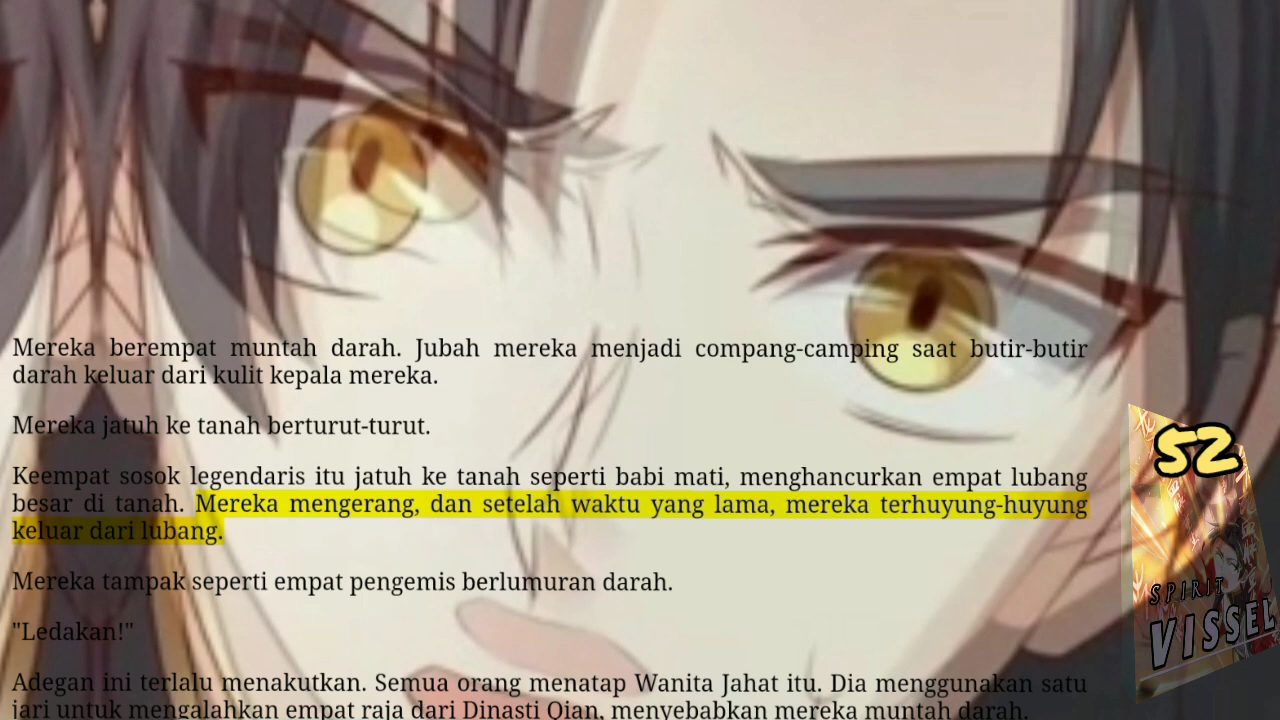 Mereka berempat muntah darah. Jubah mereka menjadi compang-camping saat butir-butir
darah keluar dari kulit kepala mereka.
Mereka jatuh ke tanah berturut-turut.
Keempat sosok legendaris itu jatuh ke tanah seperti babi mati, menghancurkan empat lubang
besar di tanah. Mereka mengerang, dan setelah waktu yang lama, mereka terhuyung-huyung
keluar dari lubang.
Mereka tampak seperti empat pengemis berlumuran darah.
"Ledakan!"
Adegan ini terlalu menakutkan. Semua orang menatap Wanita Jahat itu. Dia menggunakan satu
jari untuk mengalahkan empat raja dari Dinasti Qian, menyebabkan mereka muntah darah.
52
SPIRIT
VISSEL